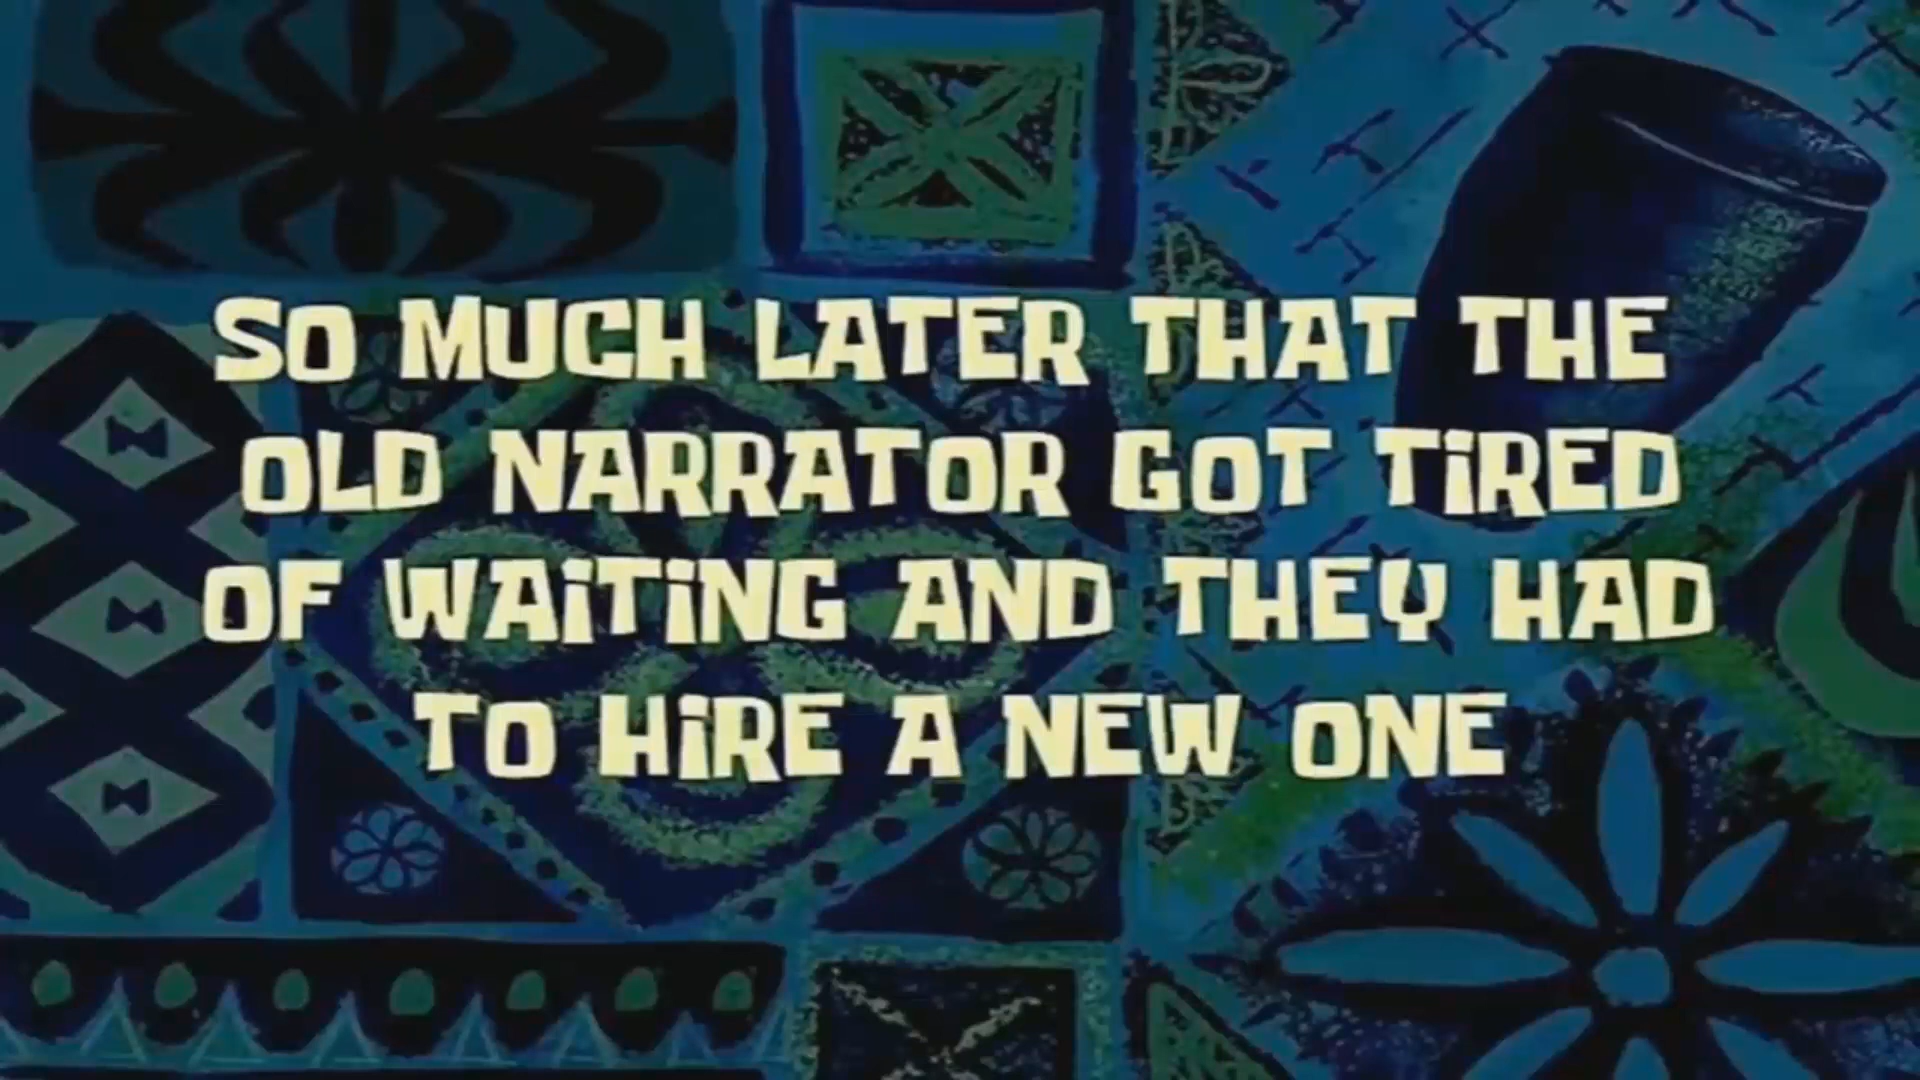 SO MUCH LATER THAT THE
OLD NARRATOR GOT TiRED
OF WAiTiNG AND THEY HAD
TO HiRE A NEW ONE